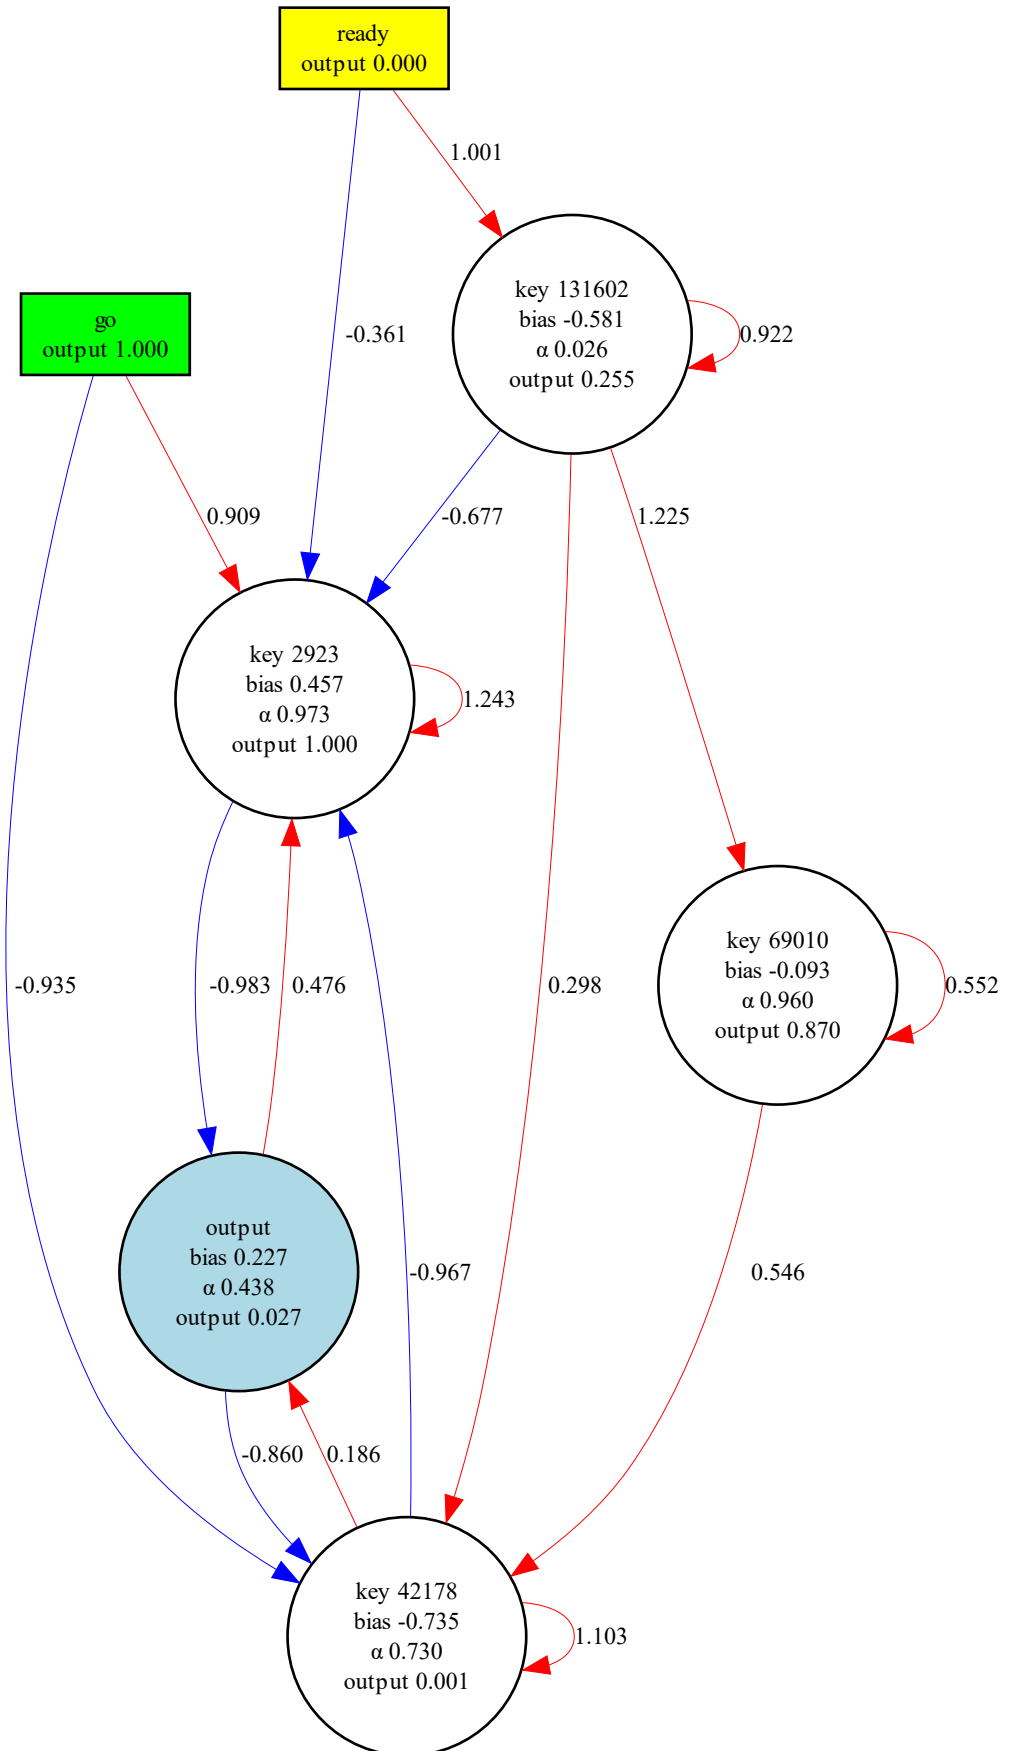 ready
output 0.000
1.001
key 131602
bias -0.581
α 0.026
output 0.255
go
output 1.000
-0.361
0.922
0.909
-0.677
1.225
key 2923
bias 0.457
α 0.973
output 1.000
1.243
key 69010
bias -0.093
α 0.960
output 0.870
-0.935
-0.983
0.476
0.298
0.552
output
bias 0.227
α 0.438
output 0.027
-0.967
0.546
-0.860
0.186
key 42178
bias -0.735
α 0.730
output 0.001
1.103